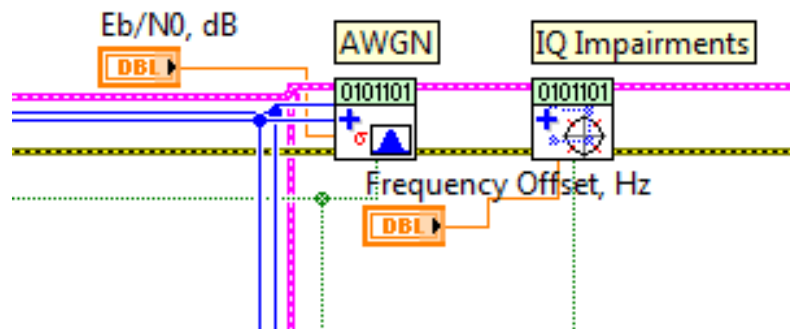 Eb/N0, dB
AWGN
IQ Impairments
DBL
0101101
0101101
σ
Frequency Offset, Hz
DBL